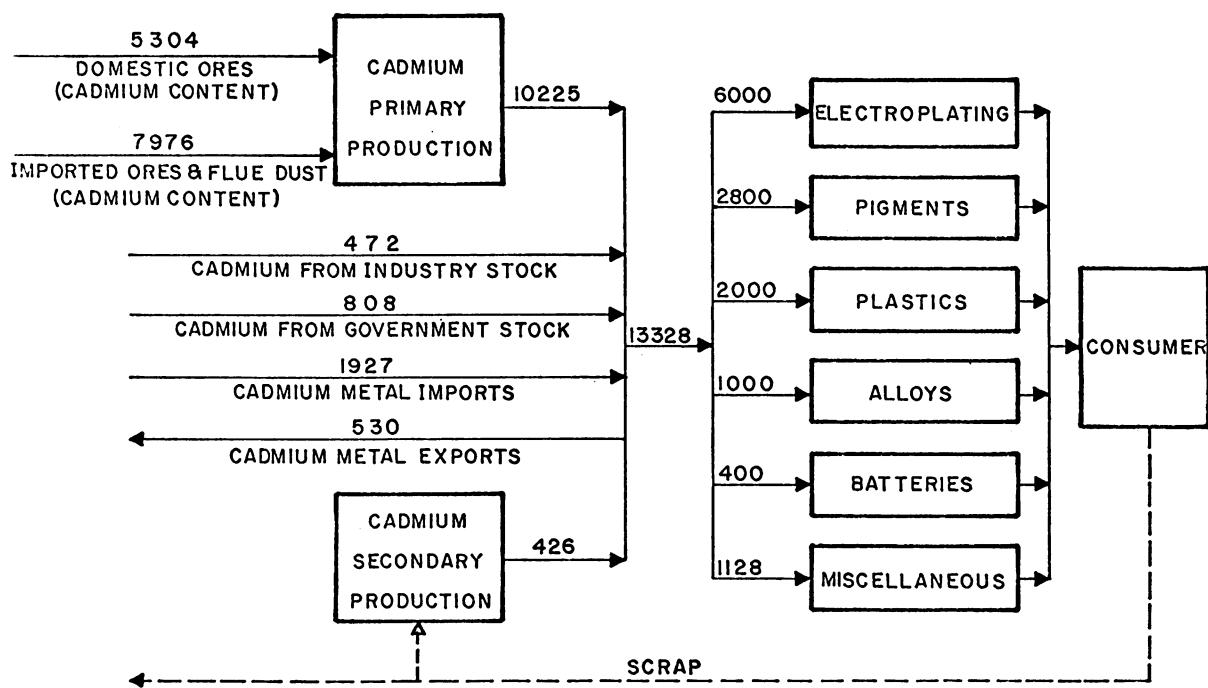 5304
DOMESTIC ORES
(CADMIUM CONTENT)
7976
IMPORTED ORES & FLUE DUST
(CADMIUM CONTENT)
CADMIUM
PRIMARY
PRODUCTION
10225
472
CADMIUM FROM INDUSTRY STOCK
808
CADMIUM FROM GOVERNMENT STOCK
1927
CADMIUM METAL IMPORTS
530
CADMIUM METAL EXPORTS
CADMIUM
SECONDARY
PRODUCTION
426
13328
6000
ELECTROPLATING
2800
PIGMENTS
2000
PLASTICS
1000
ALLOYS
400
BATTERIES
1128
MISCELLANEOUS
CONSUMER
SCRAP